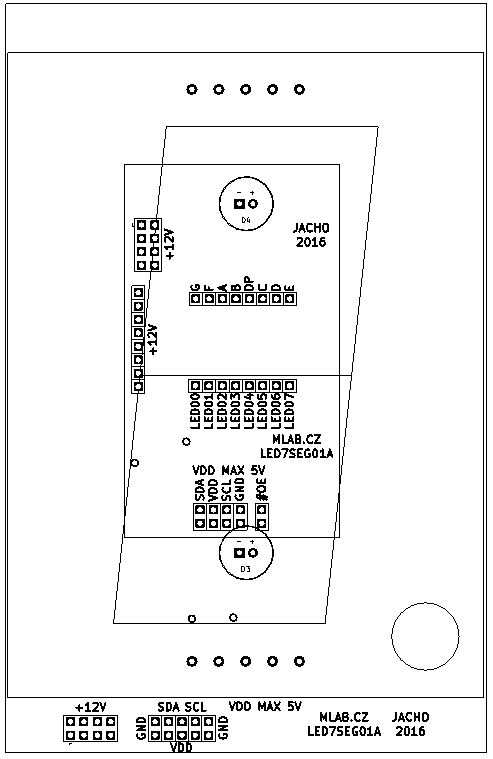 - +
D4
JACHO
2016
+12V
G F A B DP C D E
+12V
LED00 LED01 LED02 LED03 LED04 LED05 LED06 LED07
MLAB.CZ
LED7SEG01A
VDD MAX 5V
SDA VDD SCL GND #OE
- +
D3
+12V
SDA SCL
VDD MAX 5V
GND
GND
VDD
MLAB.CZ
LED7SEG01A
JACHO
2016